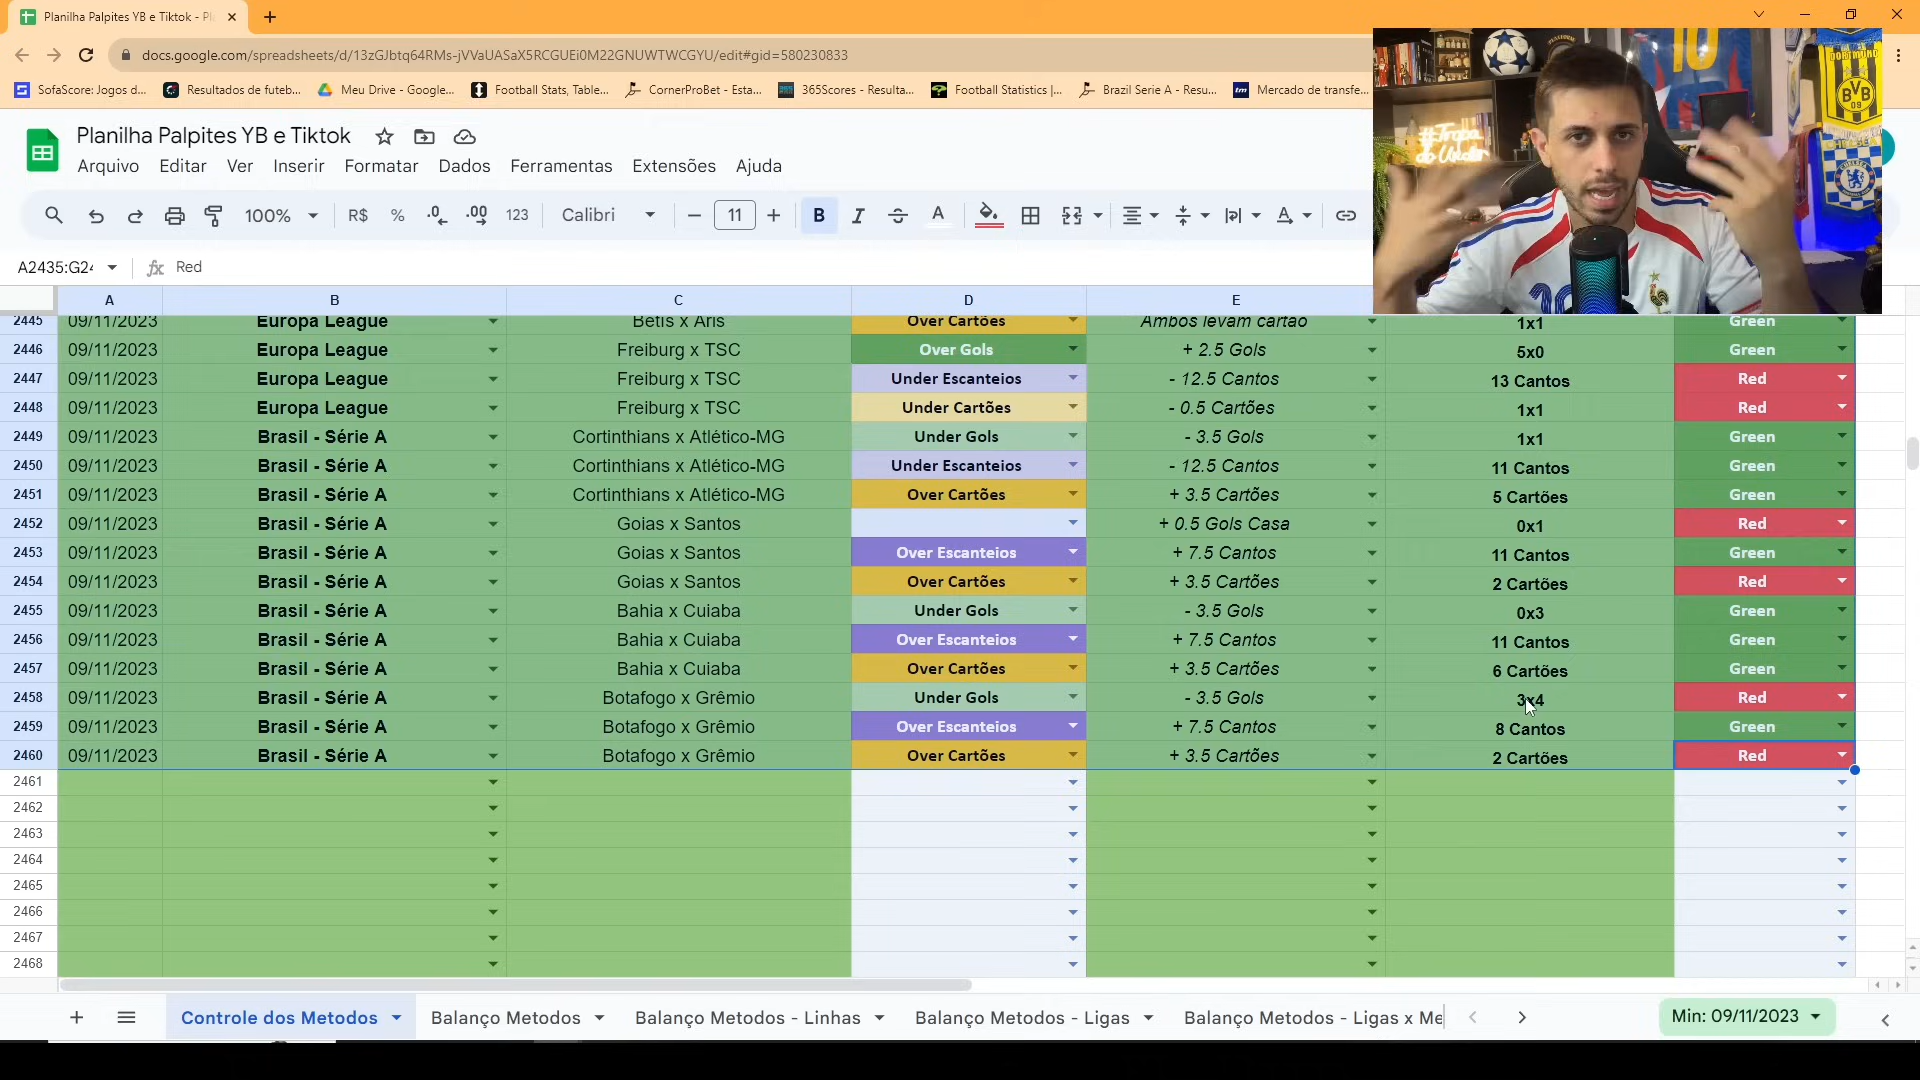 Planilha Palpites YB e Tiktok - Pl
docs.google.com/spreadsheets/d/13zGJbtq64RMs-jVVaUASaX5RCGUEi0M22GNUWTWCGYU/edit#gid=580230833
SofaScore: Jogos d... Resultados de futeb... Meu Drive - Google... Football Stats, Table... CornerProBet - Esta... 365Scores - Resulta... Football Statistics |... Brazil Serie A - Resu... Mercado de transfe...
Planilha Palpites YB e Tiktok
Arquivo Editar Ver Inserir Formatar Dados Ferramentas Extensões Ajuda
100% R$ % .0 .00 123 Calibri 11 B I S A
A2435:G24 fx Red
A B C D E
2445 09/11/2023 Europa League Betis x Aris Over Cartões Ambos levam cartão 1x1 Green
2446 09/11/2023 Europa League Freiburg x TSC Over Gols + 2.5 Gols 5x0 Green
2447 09/11/2023 Europa League Freiburg x TSC Under Escanteios - 12.5 Cantos 13 Cantos Red
2448 09/11/2023 Europa League Freiburg x TSC Under Cartões - 0.5 Cartões 1x1 Red
2449 09/11/2023 Brasil - Série A Cortinthians x Atlético-MG Under Gols - 3.5 Gols 1x1 Green
2450 09/11/2023 Brasil - Série A Cortinthians x Atlético-MG Under Escanteios - 12.5 Cantos 11 Cantos Green
2451 09/11/2023 Brasil - Série A Cortinthians x Atlético-MG Over Cartões + 3.5 Cartões 5 Cartões Green
2452 09/11/2023 Brasil - Série A Goias x Santos + 0.5 Gols Casa 0x1 Red
2453 09/11/2023 Brasil - Série A Goias x Santos Over Escanteios + 7.5 Cantos 11 Cantos Green
2454 09/11/2023 Brasil - Série A Goias x Santos Over Cartões + 3.5 Cartões 2 Cartões Red
2455 09/11/2023 Brasil - Série A Bahia x Cuiaba Under Gols - 3.5 Gols 0x3 Green
2456 09/11/2023 Brasil - Série A Bahia x Cuiaba Over Escanteios + 7.5 Cantos 11 Cantos Green
2457 09/11/2023 Brasil - Série A Bahia x Cuiaba Over Cartões + 3.5 Cartões 6 Cartões Green
2458 09/11/2023 Brasil - Série A Botafogo x Grêmio Under Gols - 3.5 Gols 3x4 Red
2459 09/11/2023 Brasil - Série A Botafogo x Grêmio Over Escanteios + 7.5 Cantos 8 Cantos Green
2460 09/11/2023 Brasil - Série A Botafogo x Grêmio Over Cartões + 3.5 Cartões 2 Cartões Red
2461
2462
2463
2464
2465
2466
2467
2468
Controle dos Metodos Balanço Metodos Balanço Metodos - Linhas Balanço Metodos - Ligas Balanço Metodos - Ligas x Me Min: 09/11/2023
#Tropa
do Uedor
10
DORTMUND
BVB
09
CHELSEA